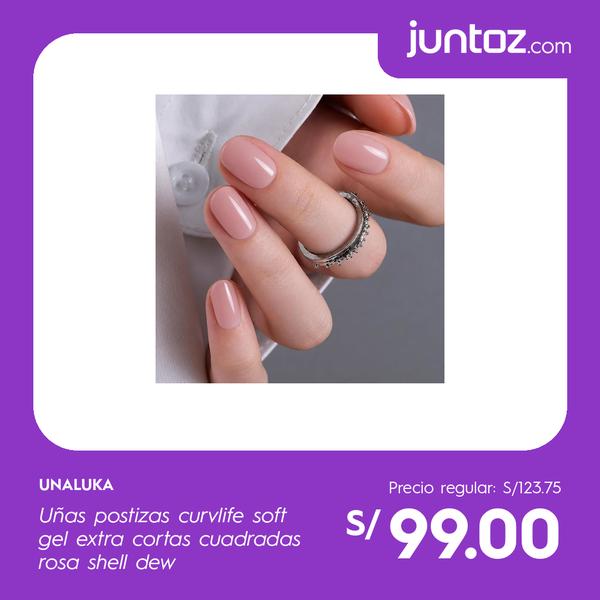 juntoz.com
UNALUKA
Uñas postizas curvlife soft
gel extra cortas cuadradas
rosa shell dew
Precio regular: S/123.75
S/ 99.00